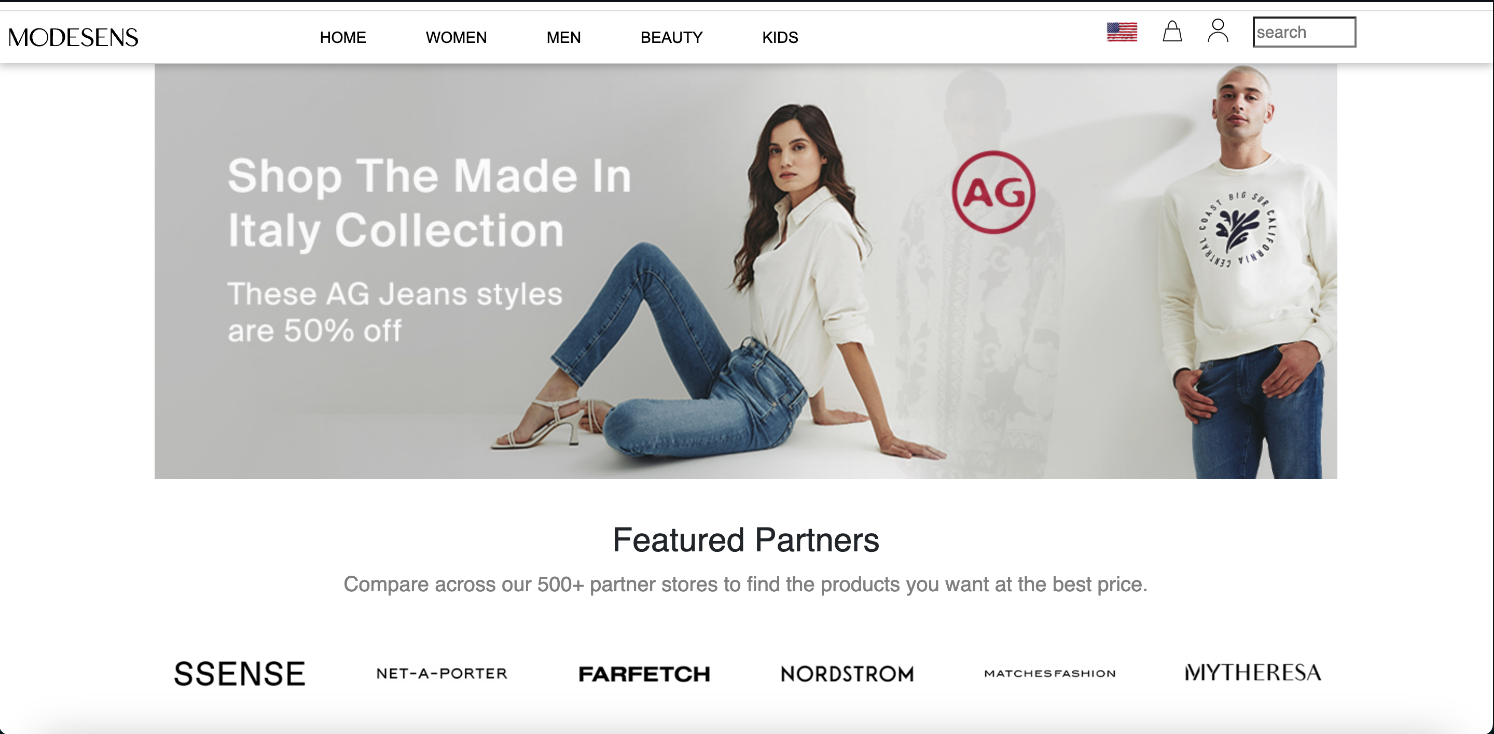 MODESENS
HOME
WOMEN
MEN
BEAUTY
KIDS
search
Shop The Made In
Italy Collection
These AG Jeans styles
are 50% off
AG
CENTRAL COAST BIG SUR CALIFORNIA
Featured Partners
Compare across our 500+ partner stores to find the products you want at the best price.
SSENSE
NET-A-PORTER
FARFETCH
NORDSTROM
MATCHESFASHION
MYTHERESA